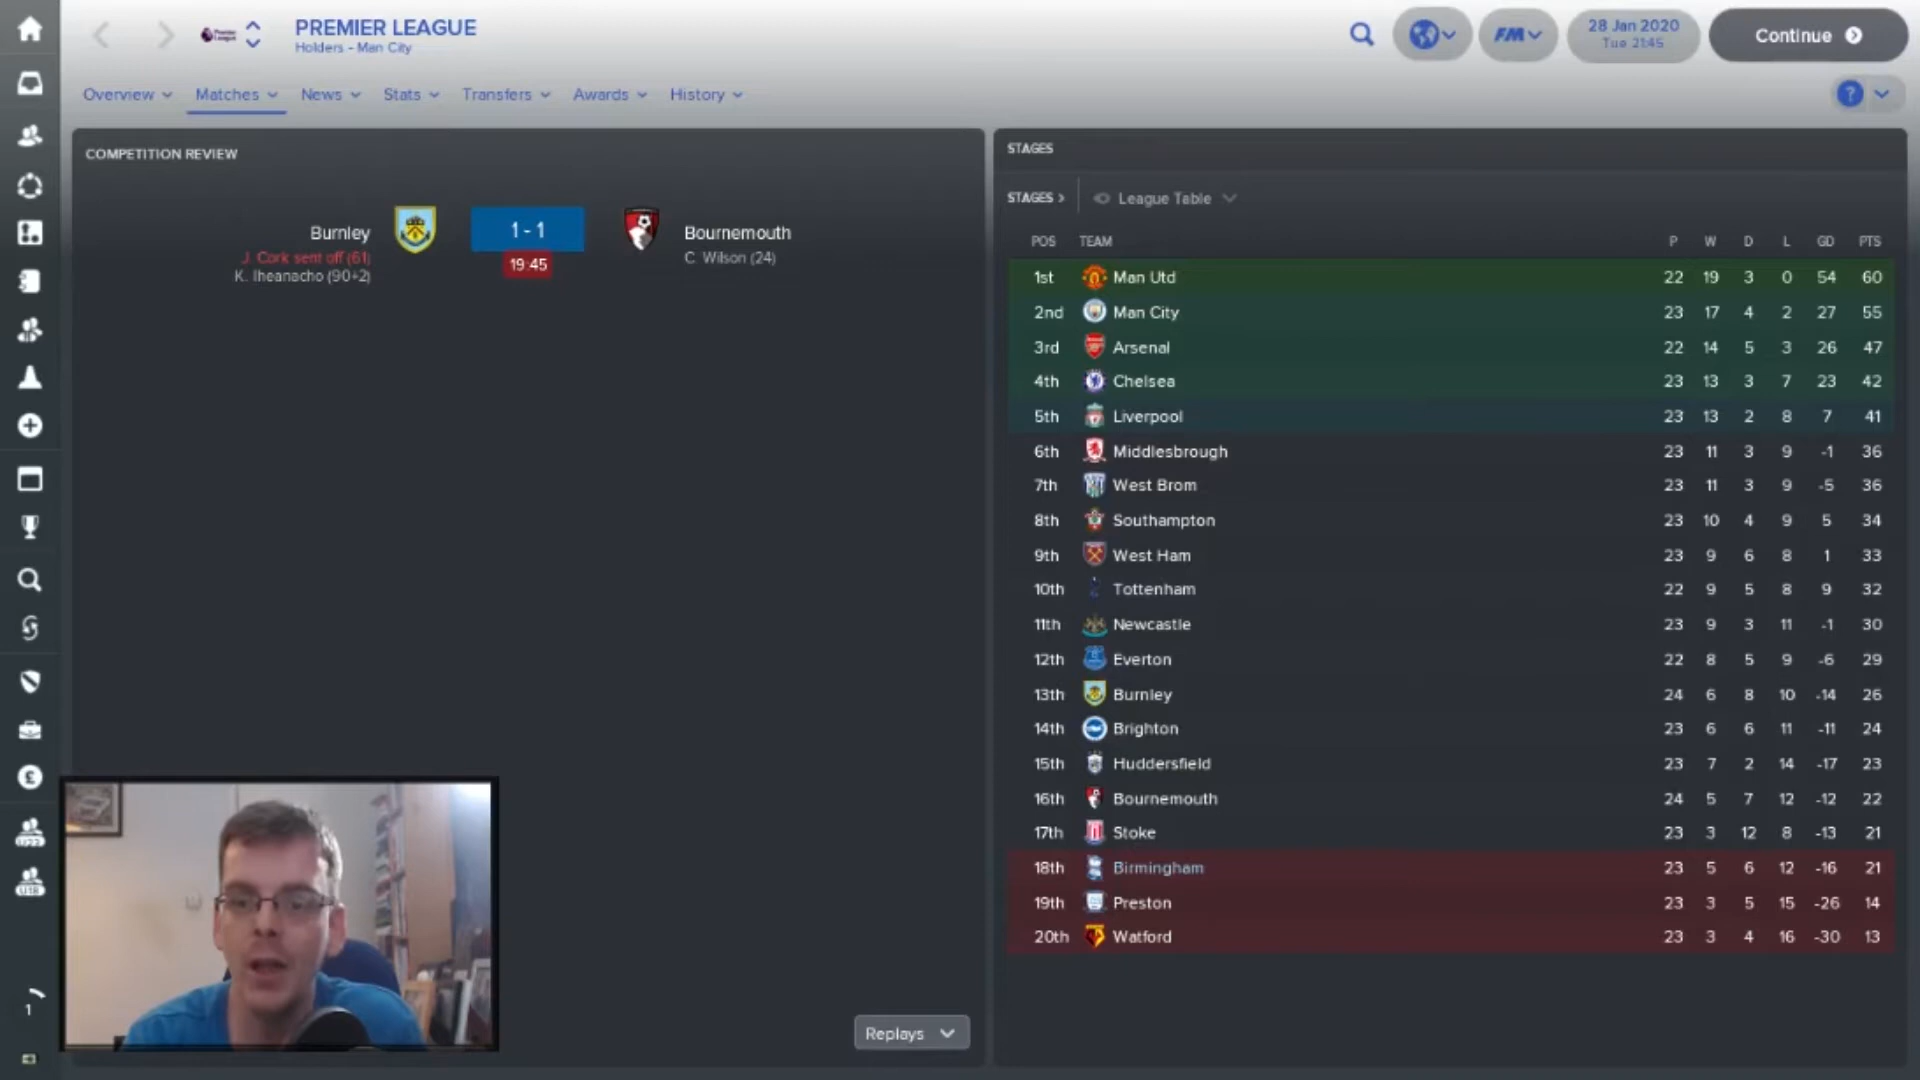 PREMIER LEAGUE
Holders - Man City
28 Jan 2020
Tue 21:45
Continue
FM
Overview Matches News Stats Transfers Awards History
?
COMPETITION REVIEW
Burnley 1 - 1 Bournemouth
J. Cork sent off (61) 19:45 C. Wilson (24)
K. Iheanacho (90+2)
Replays
STAGES
STAGES > League Table
POS TEAM P W D L GD PTS
1st Man Utd 22 19 3 0 54 60
2nd Man City 23 17 4 2 27 55
3rd Arsenal 22 14 5 3 26 47
4th Chelsea 23 13 3 7 23 42
5th Liverpool 23 13 2 8 7 41
6th Middlesbrough 23 11 3 9 -1 36
7th West Brom 23 11 3 9 -5 36
8th Southampton 23 10 4 9 5 34
9th West Ham 23 9 6 8 1 33
10th Tottenham 22 9 5 8 9 32
11th Newcastle 23 9 3 11 -1 30
12th Everton 22 8 5 9 -6 29
13th Burnley 24 6 8 10 -14 26
14th Brighton 23 6 6 11 -11 24
15th Huddersfield 23 7 2 14 -17 23
16th Bournemouth 24 5 7 12 -12 22
17th Stoke 23 3 12 8 -13 21
18th Birmingham 23 5 6 12 -16 21
19th Preston 23 3 5 15 -26 14
20th Watford 23 3 4 16 -30 13
U23
U18
1